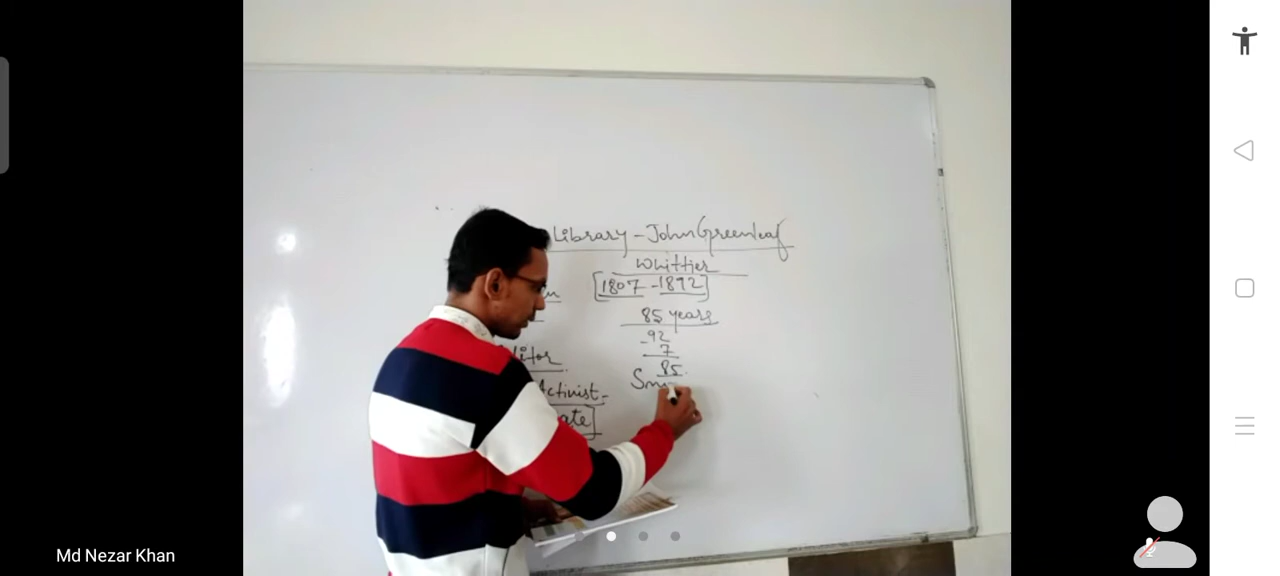 Library - John Greenleaf
Whittier
[1807 - 1892]
85 years
- 92
7
85
Activist -
Md Nezar Khan